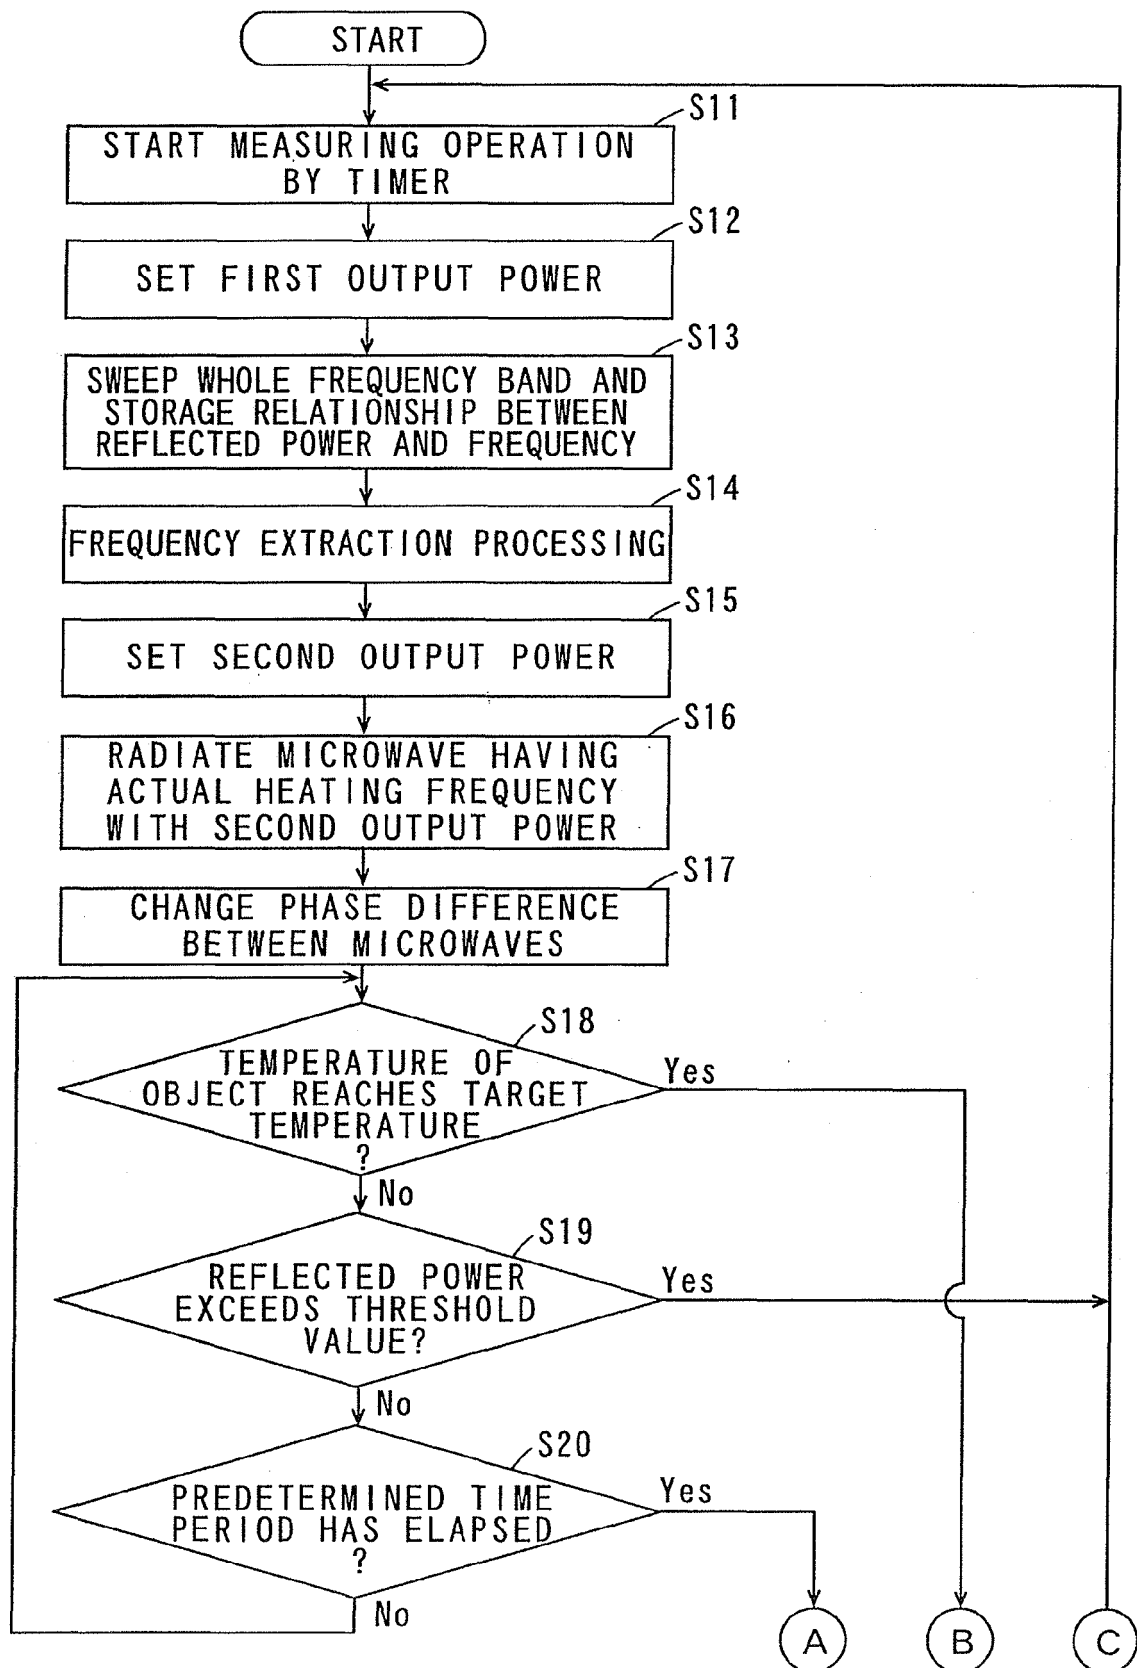 START
S11
START MEASURING OPERATION
BY TIMER
S12
SET FIRST OUTPUT POWER
S13
SWEEP WHOLE FREQUENCY BAND AND
STORAGE RELATIONSHIP BETWEEN
REFLECTED POWER AND FREQUENCY
S14
FREQUENCY EXTRACTION PROCESSING
S15
SET SECOND OUTPUT POWER
S16
RADIATE MICROWAVE HAVING
ACTUAL HEATING FREQUENCY
WITH SECOND OUTPUT POWER
S17
CHANGE PHASE DIFFERENCE
BETWEEN MICROWAVES
S18
TEMPERATURE OF
OBJECT REACHES TARGET
TEMPERATURE
?
Yes
No
S19
REFLECTED POWER
EXCEEDS THRESHOLD
VALUE?
Yes
No
S20
PREDETERMINED TIME
PERIOD HAS ELAPSED
?
Yes
No
A
B
C